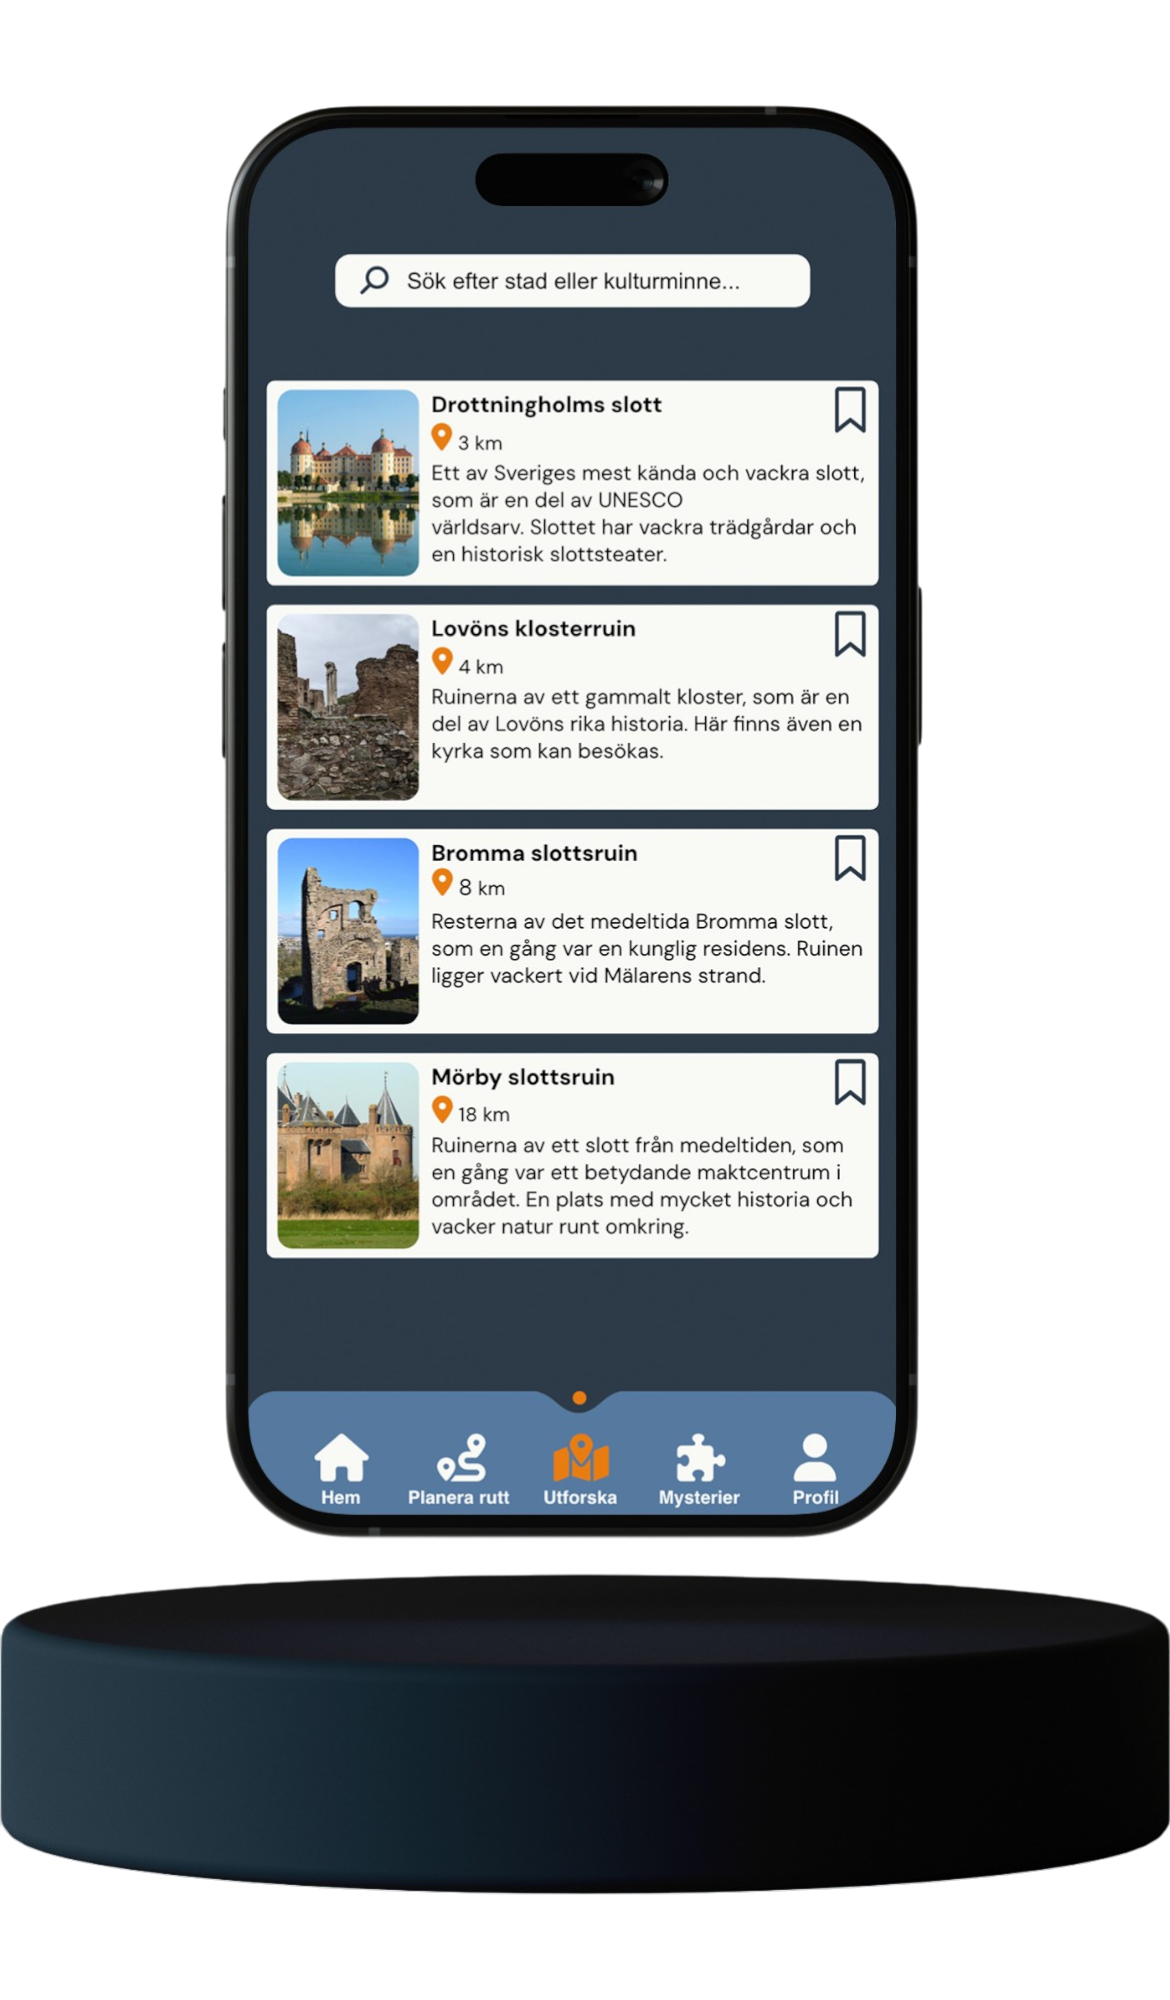 Sök efter stad eller kulturminne...
Drottningholms slott
3 km
Ett av Sveriges mest kända och vackra slott,
som är en del av UNESCO
världsarv. Slottet har vackra trädgårdar och
en historisk slottsteater.
Lovöns klosterruin
4 km
Ruinerna av ett gammalt kloster, som är en
del av Lovöns rika historia. Här finns även en
kyrka som kan besökas.
Bromma slottsruin
8 km
Resterna av det medeltida Bromma slott,
som en gång var en kunglig residens. Ruinen
ligger vackert vid Mälarens strand.
Mörby slottsruin
18 km
Ruinerna av ett slott från medeltiden, som
en gång var ett betydande maktcentrum i
området. En plats med mycket historia och
vacker natur runt omkring.
Hem Planera rutt Utforska Mysterier Profil